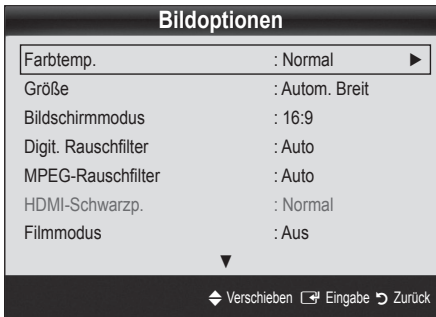 Bildoptionen
Farbtemp. : Normal ►
Größe : Autom. Breit
Bildschirmmodus : 16:9
Digit. Rauschfilter : Auto
MPEG-Rauschfilter : Auto
HDMI-Schwarzp. : Normal
Filmmodus : Aus
▼
Verschieben Eingabe Zurück